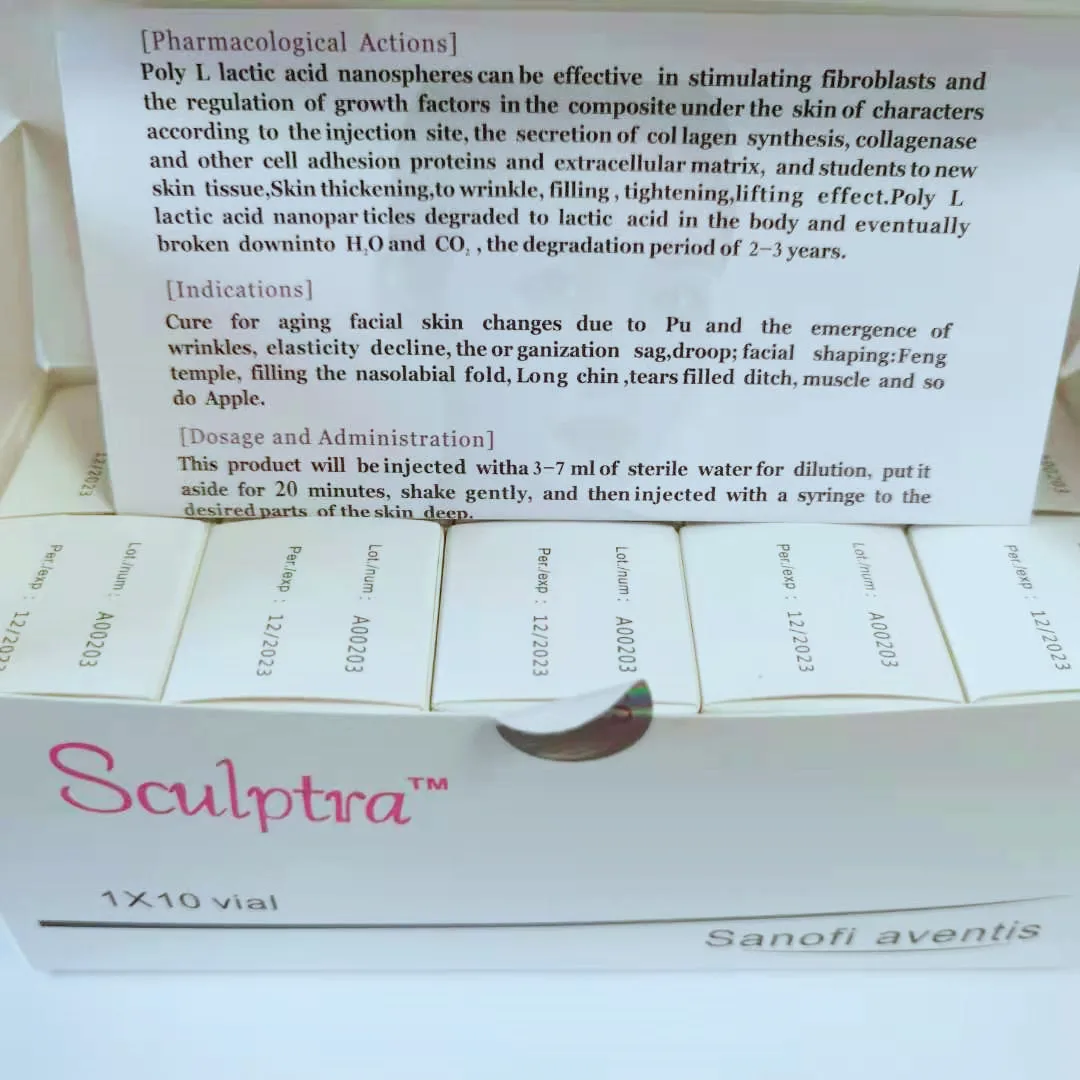 [Pharmacological Actions]
Poly L lactic acid nanospheres can be effective in stimulating fibroblasts and
the regulation of growth factors in the composite under the skin of characters
according to the injection site, the secretion of col lagen synthesis, collagenase
and other cell adhesion proteins and extracellular matrix, and students to new
skin tissue,Skin thickening,to wrinkle, filling, tightening,lifting effect.Poly L
lactic acid nanopar ticles degraded to lactic acid in the body and eventually
broken downinto H₂O and CO₂, the degradation period of 2–3 years.
[Indications]
Cure for aging facial skin changes due to Pu and the emergence of
wrinkles, elasticity decline, the or ganization sag,droop; facial shaping:Feng
temple, filling the nasolabial fold, Long chin ,tears filled ditch, muscle and so
do Apple.
[Dosage and Administration]
This product will be injected witha 3–7 ml of sterile water for dilution, put it
aside for 20 minutes, shake gently, and then injected with a syringe to the
desired parts of the skin deep.
12/2023
A00203
Lot./num : A00203
Per./exp : 12/2023
Lot./num : A00203
Per./exp : 12/2023
Lot./num : A00203
Per./exp : 12/2023
Lot./num : A00203
Per./exp : 12/2023
Per./exp : 12/2023
Sculptra™
1X10 vial
Sanofi aventis